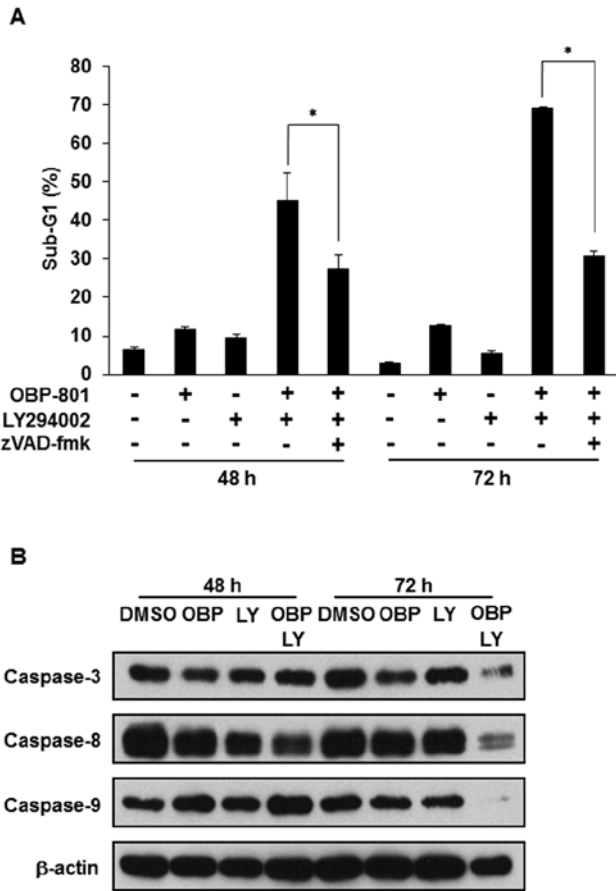 A
80
70
60
50
40
30
20
10
0
Sub-G1 (%)
* *
OBP-801 - + - + + - + - + +
LY294002 - - + + + - - + + +
zVAD-fmk - - - - + - - - - +
48 h 72 h
B
48 h 72 h
DMSO OBP LY OBP LY DMSO OBP LY OBP LY
Caspase-3
Caspase-8
Caspase-9
β-actin